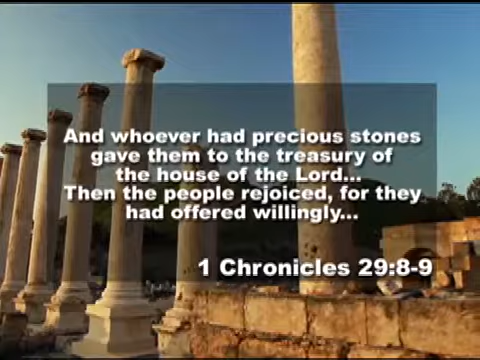 And whoever had precious stones
gave them to the treasury of
the house of the Lord...
Then the people rejoiced, for they
had offered willingly...
1 Chronicles 29:8-9